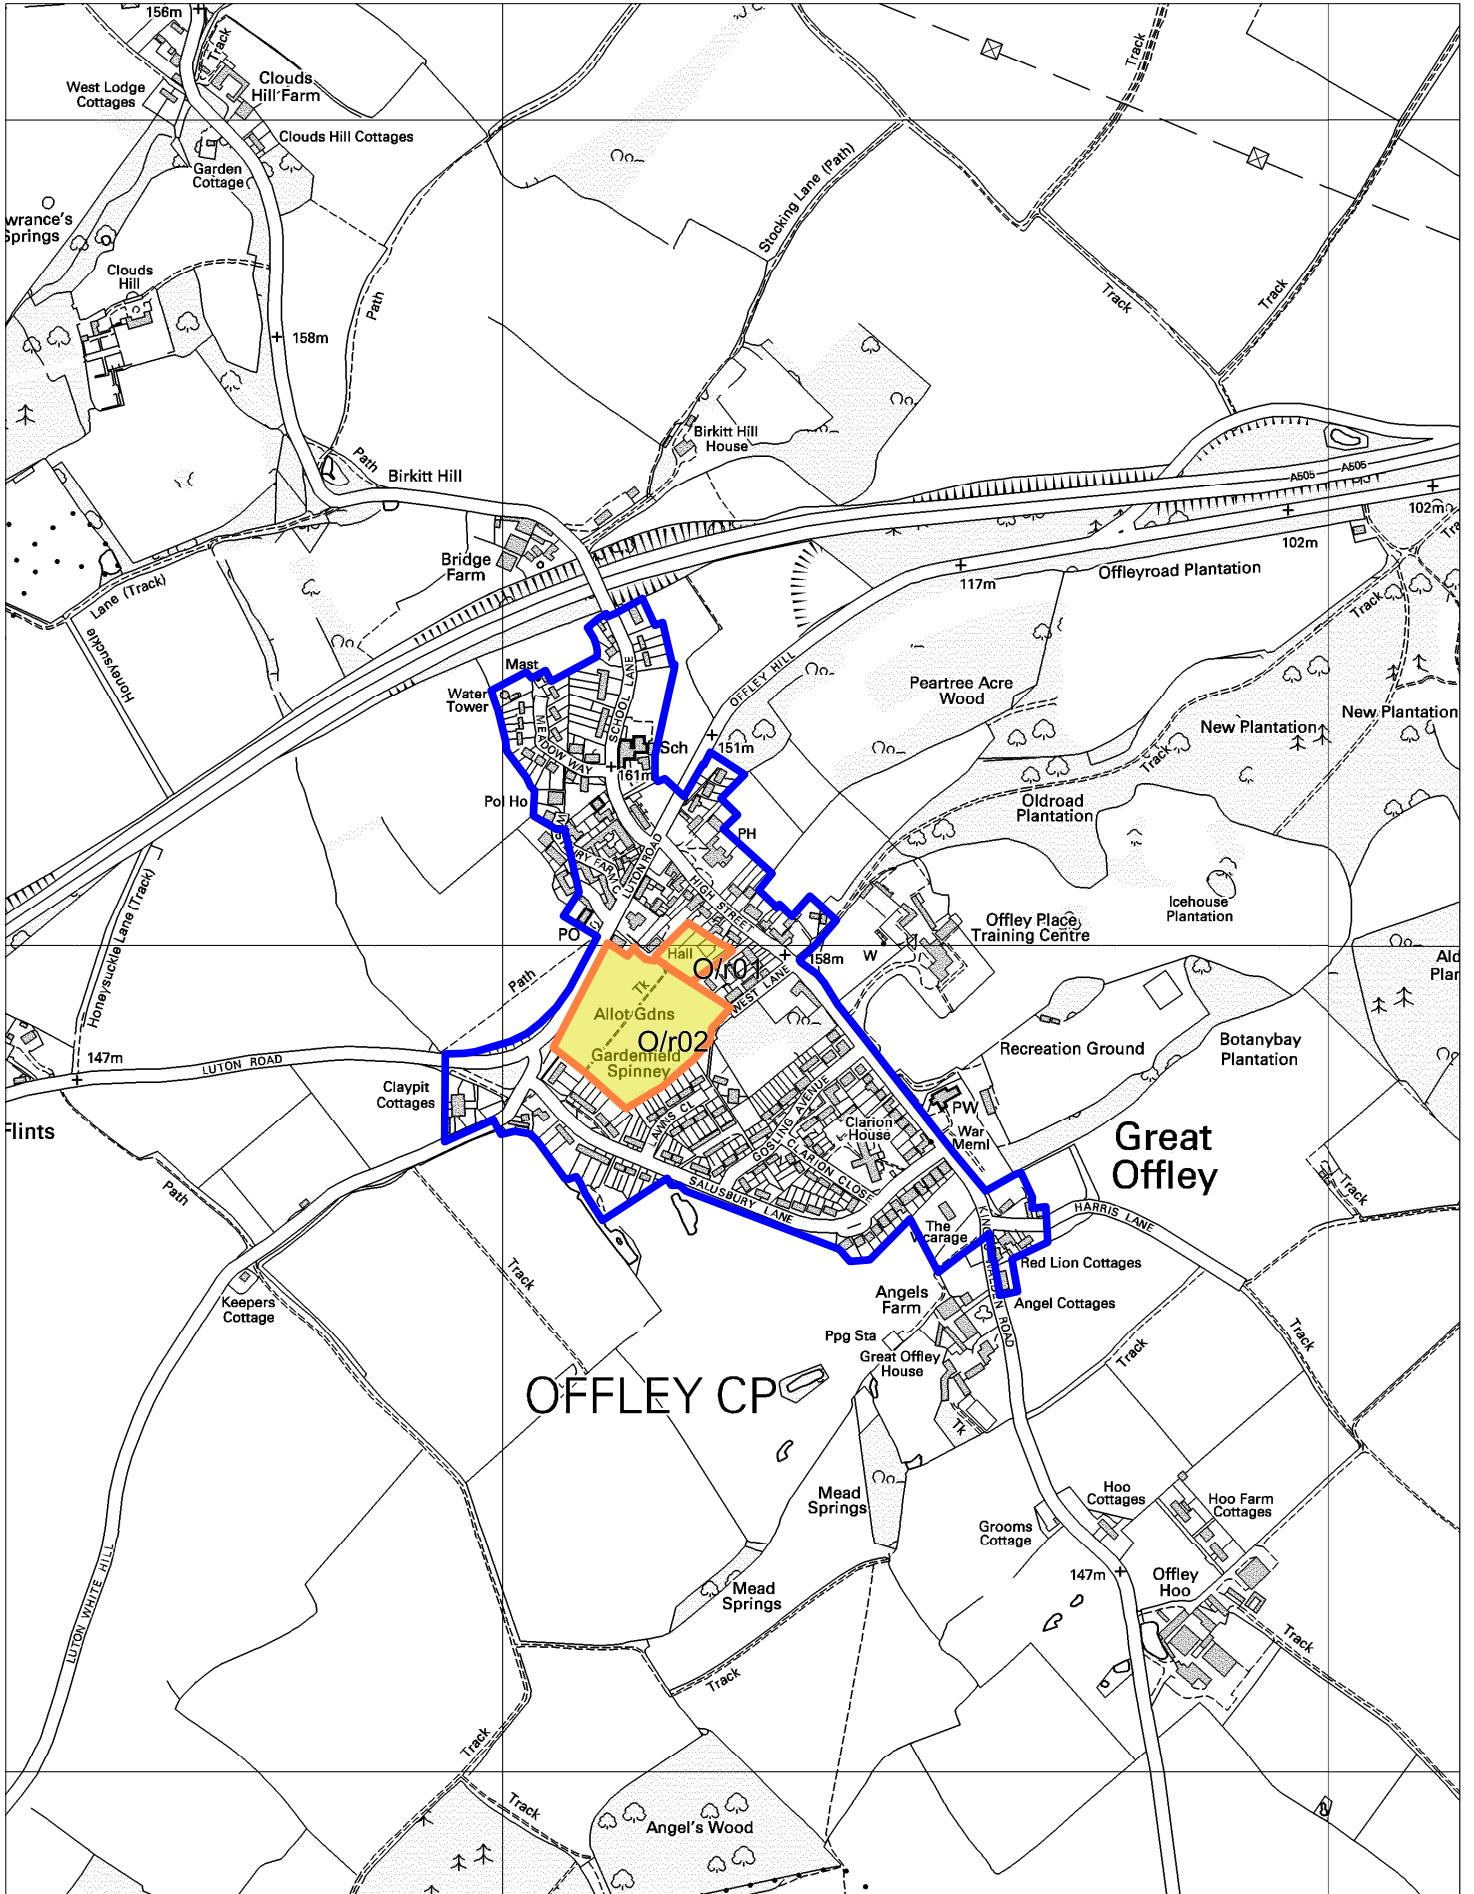 156m
Track
Track
West Lodge
Cottages
Clouds
Hill Farm
Clouds Hill Cottages
Garden
Cottage
wrance's
Springs
Stocking Lane (Path)
Clouds
Hill
Path
Track
Track
158m
Birkitt Hill
House
Path
Birkitt Hill
A505
A505
102m
102m
Bridge
Farm
117m
Offleyroad Plantation
Lane (Track)
Honeysuckle
Track
Mast
Water
Tower
SCHOOL LANE
MEADOW WAY
OFFLEY HILL
Peartree Acre
Wood
New Plantation
New Plantation
Sch
151m
161m
Track
Pol Ho
Oldroad
Plantation
PH
LUTON ROAD
HIGH STREET
Icehouse
Plantation
Honeysuckle Lane (Track)
PO
Offley Place
Training Centre
Hall
O/r01
158m
W
Path
Tk
WEST LANE
Allot Gdns
O/r02
Gardenfield
Spinney
Recreation Ground
Botanybay
Plantation
147m
LUTON ROAD
Claypit
Cottages
Flints
LAWNS CL
GOSLING AVENUE
CLARION CLOSE
Clarion
House
PW
War
Meml
Great
Offley
Path
SALUSBURY LANE
Track
HARRIS LANE
The
Vicarage
Red Lion Cottages
Track
Keepers
Cottage
Angels
Farm
Angel Cottages
Ppg Sta
Great Offley
House
Track
Track
OFFLEY CP
Tk
Mead
Springs
Hoo
Cottages
Hoo Farm
Cottages
Grooms
Cottage
147m
Offley
Hoo
Mead
Springs
LUTON WHITE HILL
Track
Track
Track
Track
Angel's Wood